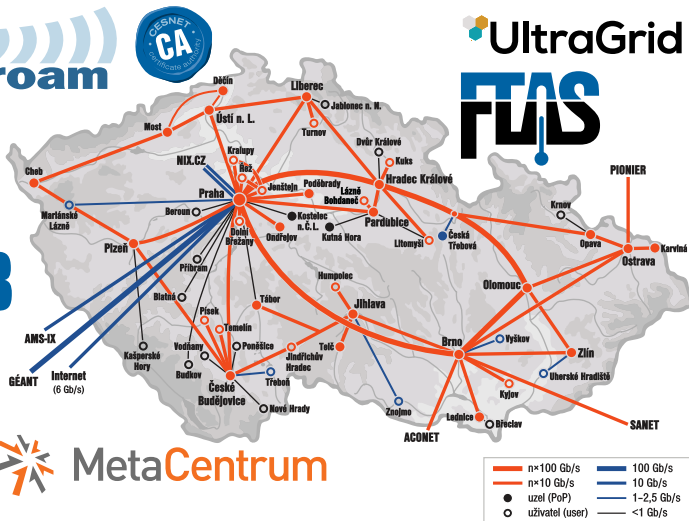 roam
CESNET
CA
certificate authority
UltraGrid
FTAS
Děčín
Liberec
Jablonec n. N.
Ústí n. L.
Most
Turnov
Dvůr Králové
Kralupy
Kuks
NIX.CZ
Řež
Cheb
Jenštejn
Poděbrady
Lázně
Bohdaneč
Hradec Králové
PIONIER
Praha
Mariánské
Lázně
Beroun
Kostelec
n. Č. L.
Pardubice
Krnov
Dolní
Břežany
Ondřejov
Kutná Hora
Litomyšl
Česká
Třebová
Opava
Karviná
Plzeň
Ostrava
Příbram
Humpolec
Olomouc
Blatná
Tábor
Jihlava
Písek
Temelín
AMS-IX
Vodňany
Poněšice
Telč
Brno
Vyškov
Kašperské
Hory
Budkov
Jindřichův
Hradec
Zlín
GÉANT
Internet
(6 Gb/s)
České
Budějovice
Třeboň
Uherské Hradiště
Kyjov
Nové Hrady
Znojmo
Lednice
Břeclav
SANET
ACONET
MetaCentrum
n×100 Gb/s
100 Gb/s
n×10 Gb/s
10 Gb/s
uzel (PoP)
1–2,5 Gb/s
uživatel (user)
<1 Gb/s